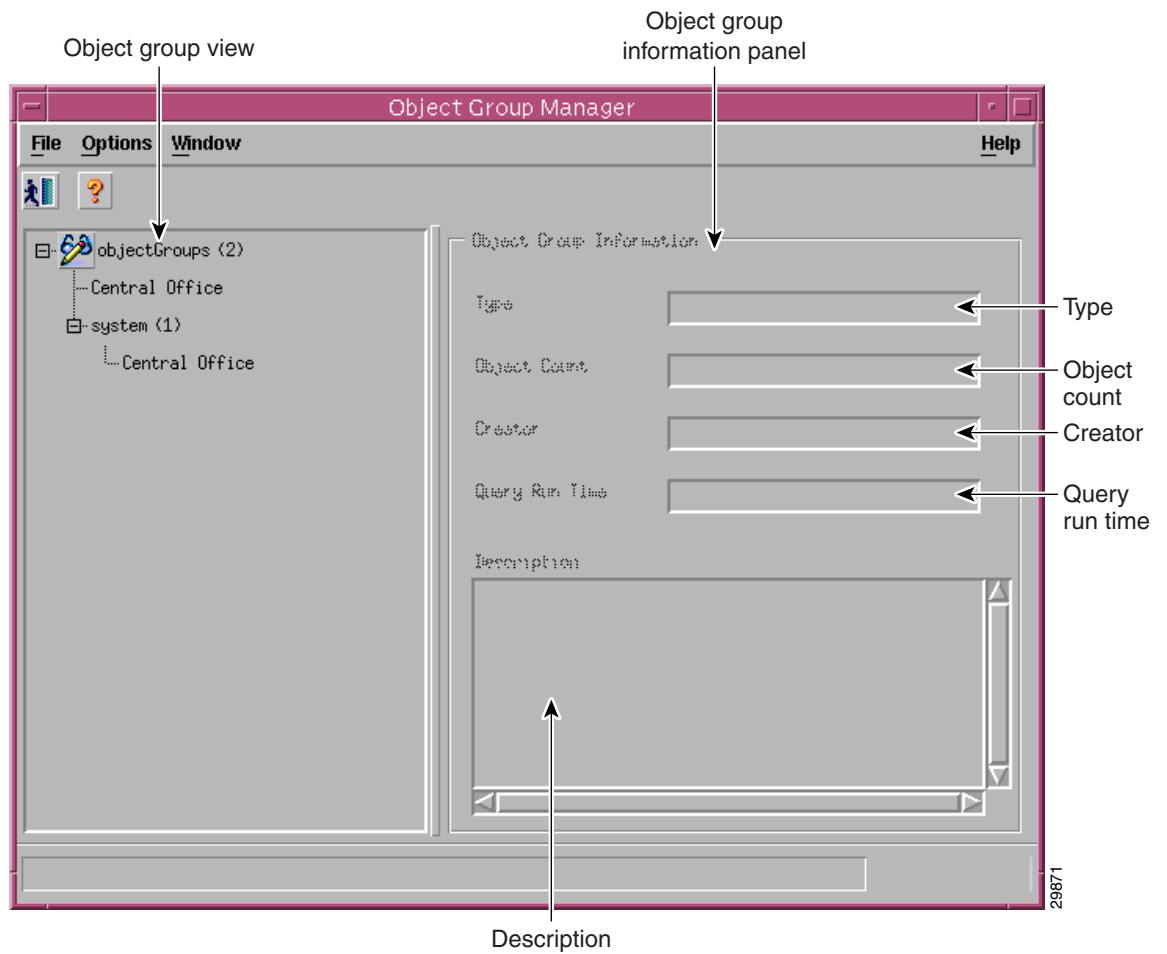 Object group view
Object group
information panel
Object Group Manager
File Options Window Help
objectGroups (2)
Central Office
system (1)
Central Office
Object Group Information
Type
Object Count
Creator
Query Run Time
Description
Type
Object
count
Creator
Query
run time
Description
29871